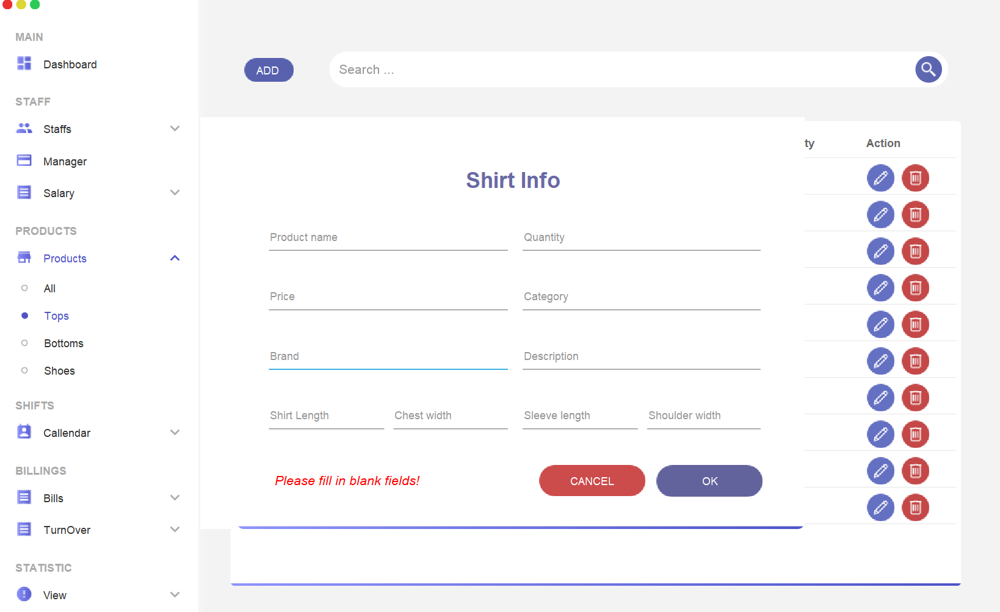 MAIN
Dashboard
STAFF
Staffs
Manager
Salary
PRODUCTS
Products
All
Tops
Bottoms
Shoes
SHIFTS
Callendar
BILLINGS
Bills
TurnOver
STATISTIC
View
ADD
Search ...
ty
Action
Shirt Info
Product name
Quantity
Price
Category
Brand
Description
Shirt Length
Chest width
Sleeve length
Shoulder width
Please fill in blank fields!
CANCEL
OK